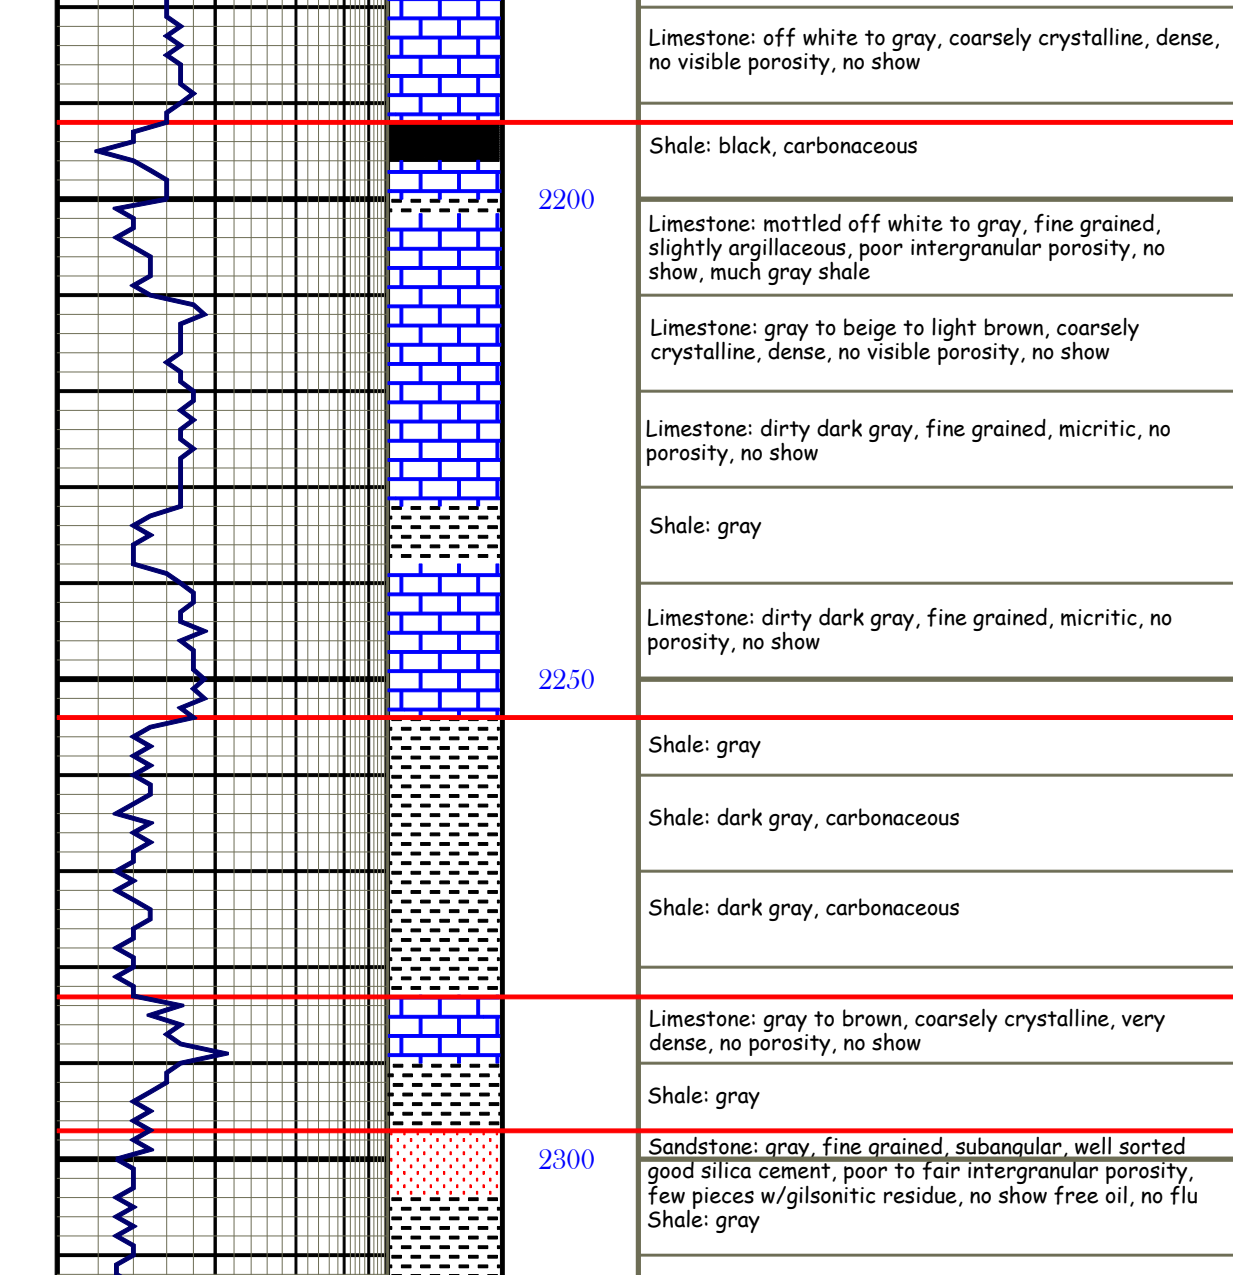 Limestone: off white to gray, coarsely crystalline, dense,
no visible porosity, no show
Shale: black, carbonaceous
2200
Limestone: mottled off white to gray, fine grained,
slightly argillaceous, poor intergranular porosity, no
show, much gray shale
Limestone: gray to beige to light brown, coarsely
crystalline, dense, no visible porosity, no show
Limestone: dirty dark gray, fine grained, micritic, no
porosity, no show
Shale: gray
Limestone: dirty dark gray, fine grained, micritic, no
porosity, no show
2250
Shale: gray
Shale: dark gray, carbonaceous
Shale: dark gray, carbonaceous
Limestone: gray to brown, coarsely crystalline, very
dense, no porosity, no show
Shale: gray
2300
Sandstone: gray, fine grained, subangular, well sorted
good silica cement, poor to fair intergranular porosity,
few pieces w/gilsonitic residue, no show free oil, no flu
Shale: gray